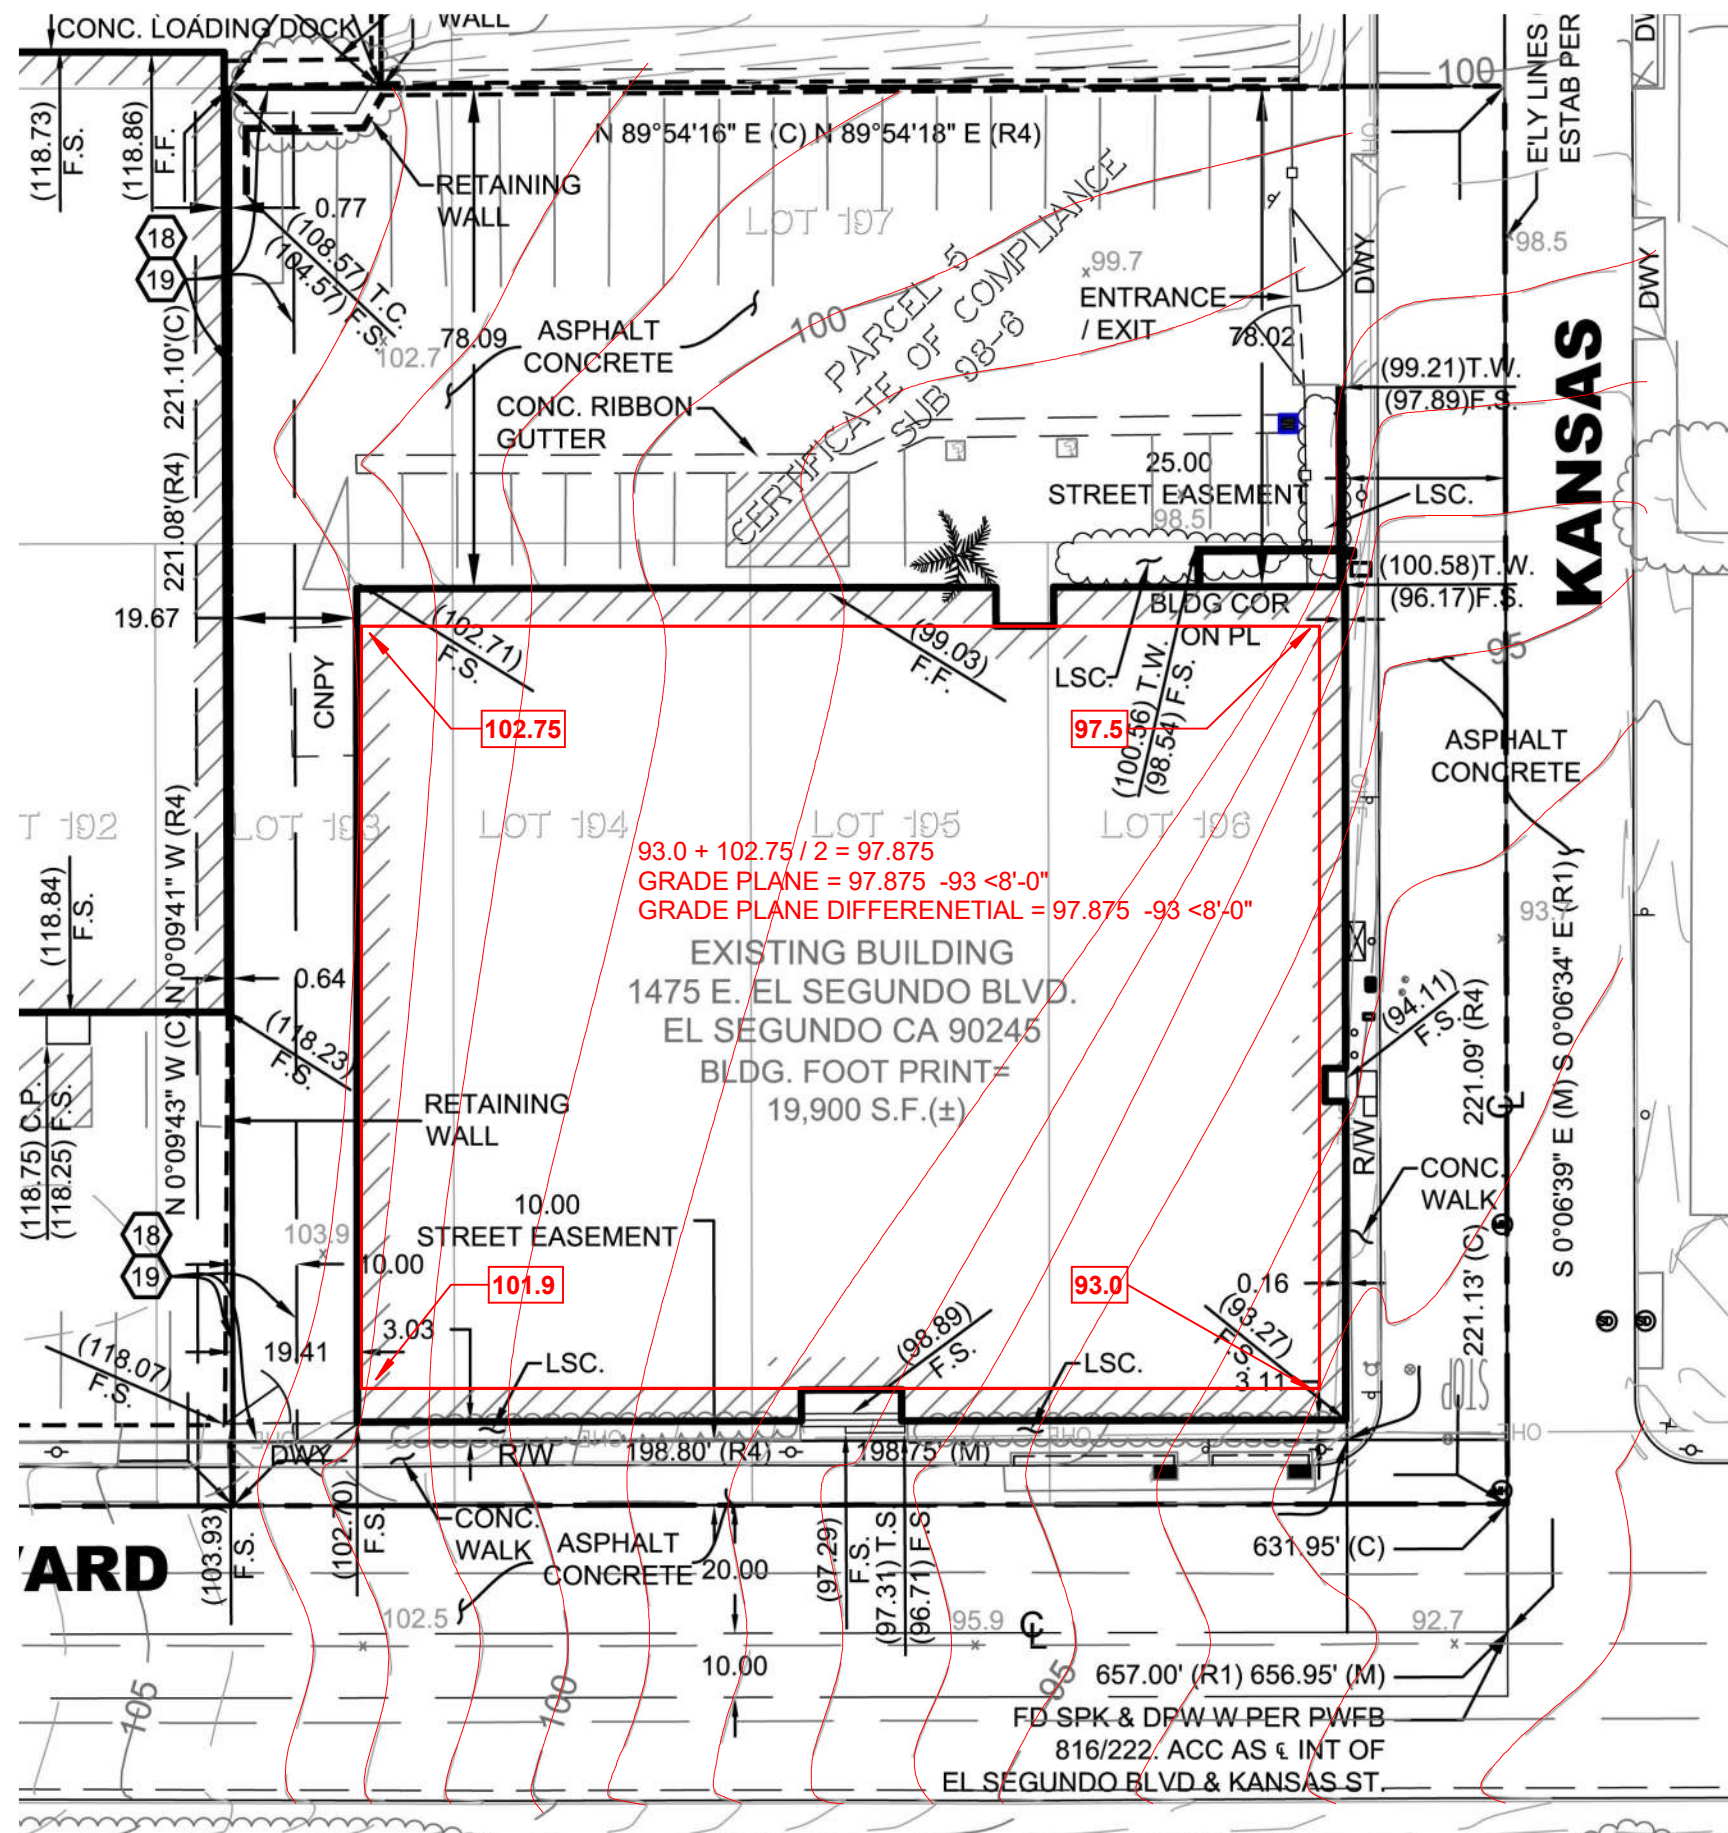 CONC. LOADING DOCK
WALL
100
E'LY LINES
ESTAB PER
(118.73)
F.S.
(118.86)
F.F.
N 89°54'16" E (C) N 89°54'18" E (R4)
RETAINING
WALL
0.77
18
19
(108.57) T.C.
(104.57) F.S.
LOT 197
PARCEL 5
CERTIFICATE OF COMPLIANCE
SUB 98-6
x99.7
98.5
ENTRANCE
/ EXIT
DWY
DWY
KANSAS
78.09
ASPHALT
CONCRETE
100
78.02
102.7
221.10'(C)
221.08'(R4)
CONC. RIBBON
GUTTER
(99.21)T.W.
(97.89)F.S.
25.00
STREET EASEMENT
98.5
LSC.
(100.58)T.W.
(96.17)F.S.
19.67
CNPY
(102.71)
F.S.
(99.03)
F.F.
BLDG COR
ON PL
LSC.
(100.56) T.W.
(98.54) F.S.
95
102.75
97.5
ASPHALT
CONCRETE
T 192
LOT 193
LOT 194
LOT 195
LOT 196
93.0 + 102.75 / 2 = 97.875
GRADE PLANE = 97.875 -93 <8'-0"
GRADE PLANE DIFFERENETIAL = 97.875 -93 <8'-0"
EXISTING BUILDING
1475 E. EL SEGUNDO BLVD.
EL SEGUNDO CA 90245
BLDG. FOOT PRINT=
19,900 S.F.(±)
(118.84)
F.S.
N 0°09'43" W (C) N 0°09'41" W (R4)
0.64
(118.23)
F.S.
93.7
(94.11)
F.S.
221.09' (R4)
221.13' (C)
S 0°06'39" E (M) S 0°06'34" E (R1)
RETAINING
WALL
(118.75) C.P.
(118.25) F.S.
R/W
CONC.
WALK
10.00
STREET EASEMENT
18
19
103.9
10.00
101.9
93.0
0.16
(93.27)
F.S.
3.11
(118.07)
F.S.
19.41
3.03
LSC.
(98.89)
F.S.
LSC.
STOP
SD
SD
OHE
OHE
OHE
DWY
R/W
198.80' (R4)
198.75' (M)
(103.93)
F.S.
(102.70)
F.S.
CONC.
WALK
ASPHALT
CONCRETE
20.00
(97.29)
F.S.
(97.31) T.S.
(96.71) F.S.
631.95' (C)
YARD
102.5
95.9
92.7
105
100
10.00
95
657.00' (R1) 656.95' (M)
FD SPK & DPW W PER PWFB
816/222. ACC AS ℄ INT OF
EL SEGUNDO BLVD & KANSAS ST.